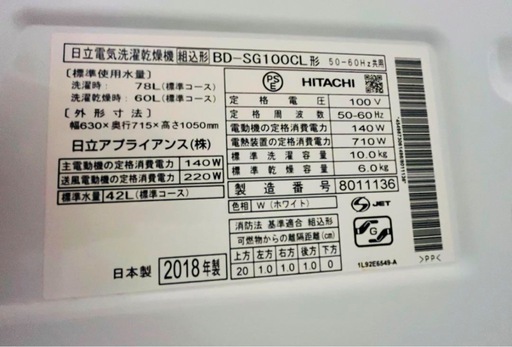 日立電気洗濯乾燥機 組込形 BD-SG100CL形 50-60Hz共用
〔標準使用水量〕
洗濯時: 78L(標準コース)
洗乾時: 60L(標準コース)
〔外形寸法〕
幅630×奥行715×高さ1050mm
日立アプライアンス(株)
主電動機の定格消費電力 140W
送風電動機の定格消費電力 220W
標準水量 42L(標準コース)
日本製 2018年製
PSE HITACHI
定格電圧 100V
定格周波数 50-60Hz
電動機の定格消費電力 140W
電熱装置の定格消費電力 710W
標準洗濯容量 10.0kg
標準乾燥容量 6.0kg
製造番号 8011136
色相 W(ホワイト)
S JET
消防法 基準適合 組込形
可燃物からの離隔距離(cm)
上方 左方 右方 後方 下方
20 1.0 1.0 1.0 0
G
1L92E6549-A
>PP<